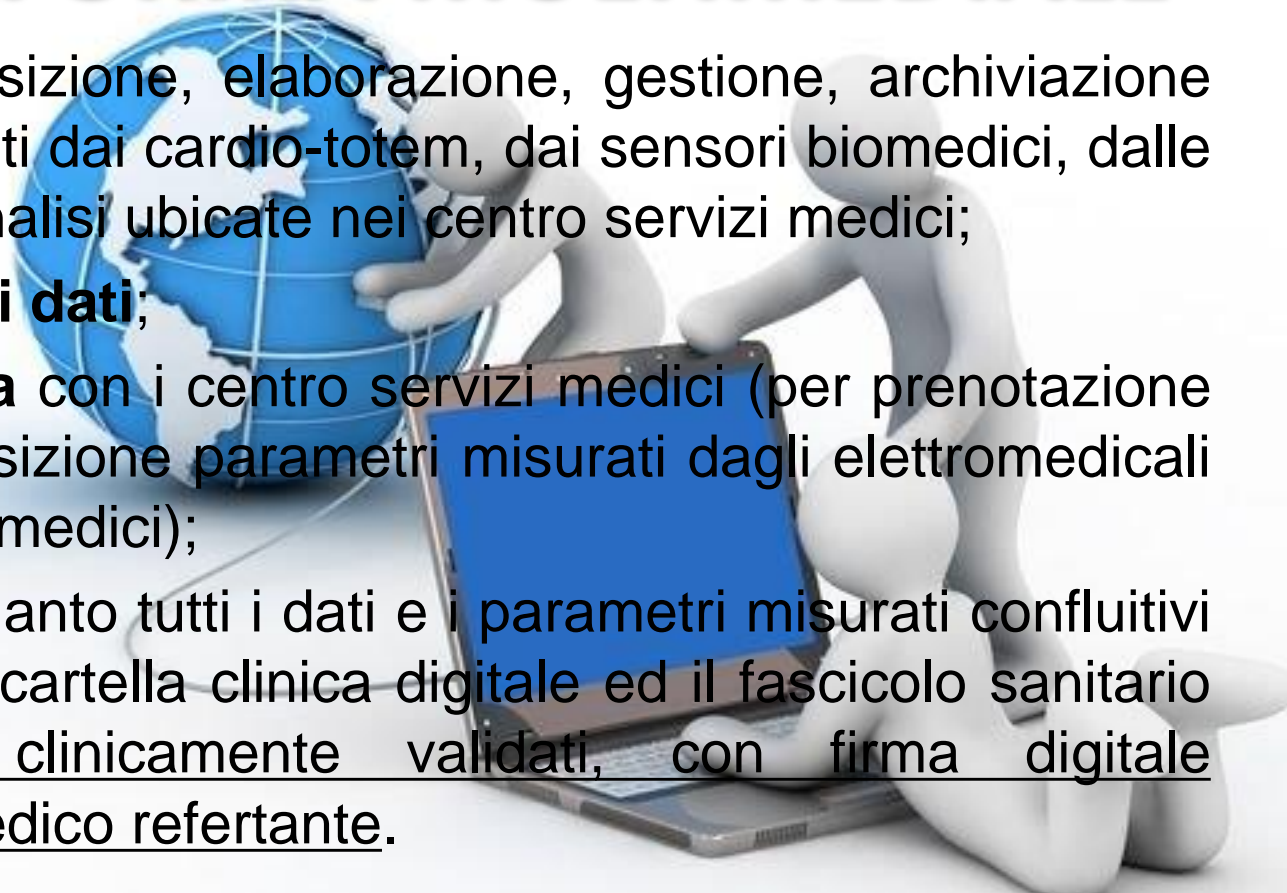 sizione, elaborazione, gestione, archiviazione
ti dai cardio-totem, dai sensori biomedici, dalle
nalisi ubicate nei centro servizi medici;
i dati;
a con i centro servizi medici (per prenotazione
sizione parametri misurati dagli elettromedicali
medici);
anto tutti i dati e i parametri misurati confluitivi
cartella clinica digitale ed il fascicolo sanitario
clinicamente validati, con firma digitale
edico refertante.